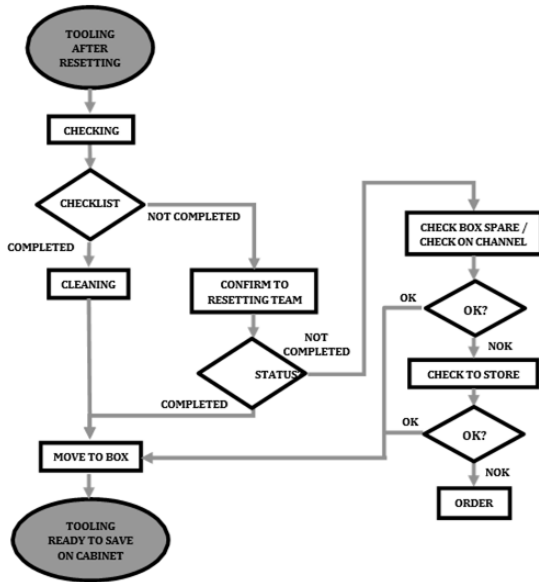 TOOLING
AFTER
RESETTING
CHECKING
CHECKLIST
NOT COMPLETED
COMPLETED
CLEANING
CONFIRM TO
RESETTING TEAM
NOT
COMPLETED
STATUS?
COMPLETED
CHECK BOX SPARE /
CHECK ON CHANNEL
OK
OK?
NOK
CHECK TO STORE
OK
OK?
NOK
ORDER
MOVE TO BOX
TOOLING
READY TO SAVE
ON CABINET